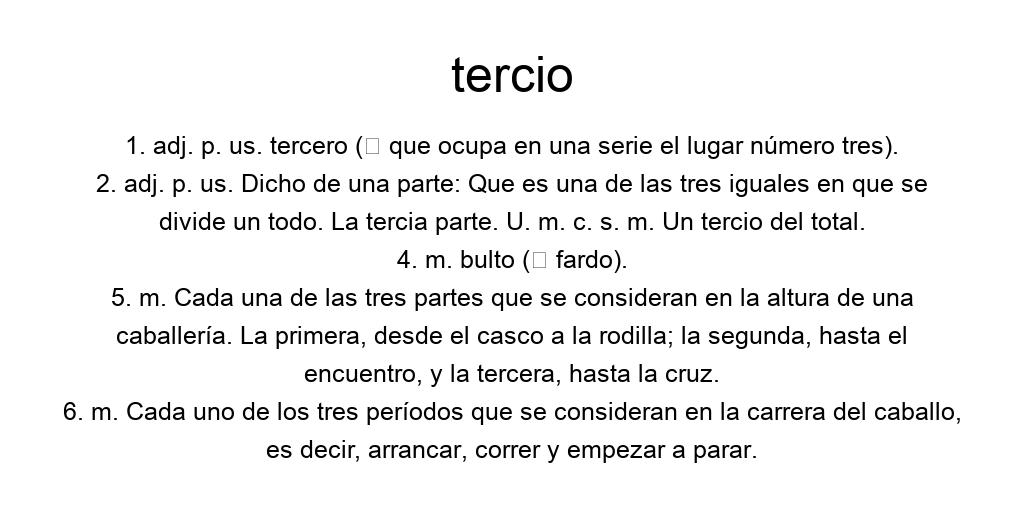 tercio
1. adj. p. us. tercero (□ que ocupa en una serie el lugar número tres).
2. adj. p. us. Dicho de una parte: Que es una de las tres iguales en que se
divide un todo. La tercia parte. U. m. c. s. m. Un tercio del total.
4. m. bulto (□ fardo).
5. m. Cada una de las tres partes que se consideran en la altura de una
caballería. La primera, desde el casco a la rodilla; la segunda, hasta el
encuentro, y la tercera, hasta la cruz.
6. m. Cada uno de los tres períodos que se consideran en la carrera del caballo,
es decir, arrancar, correr y empezar a parar.